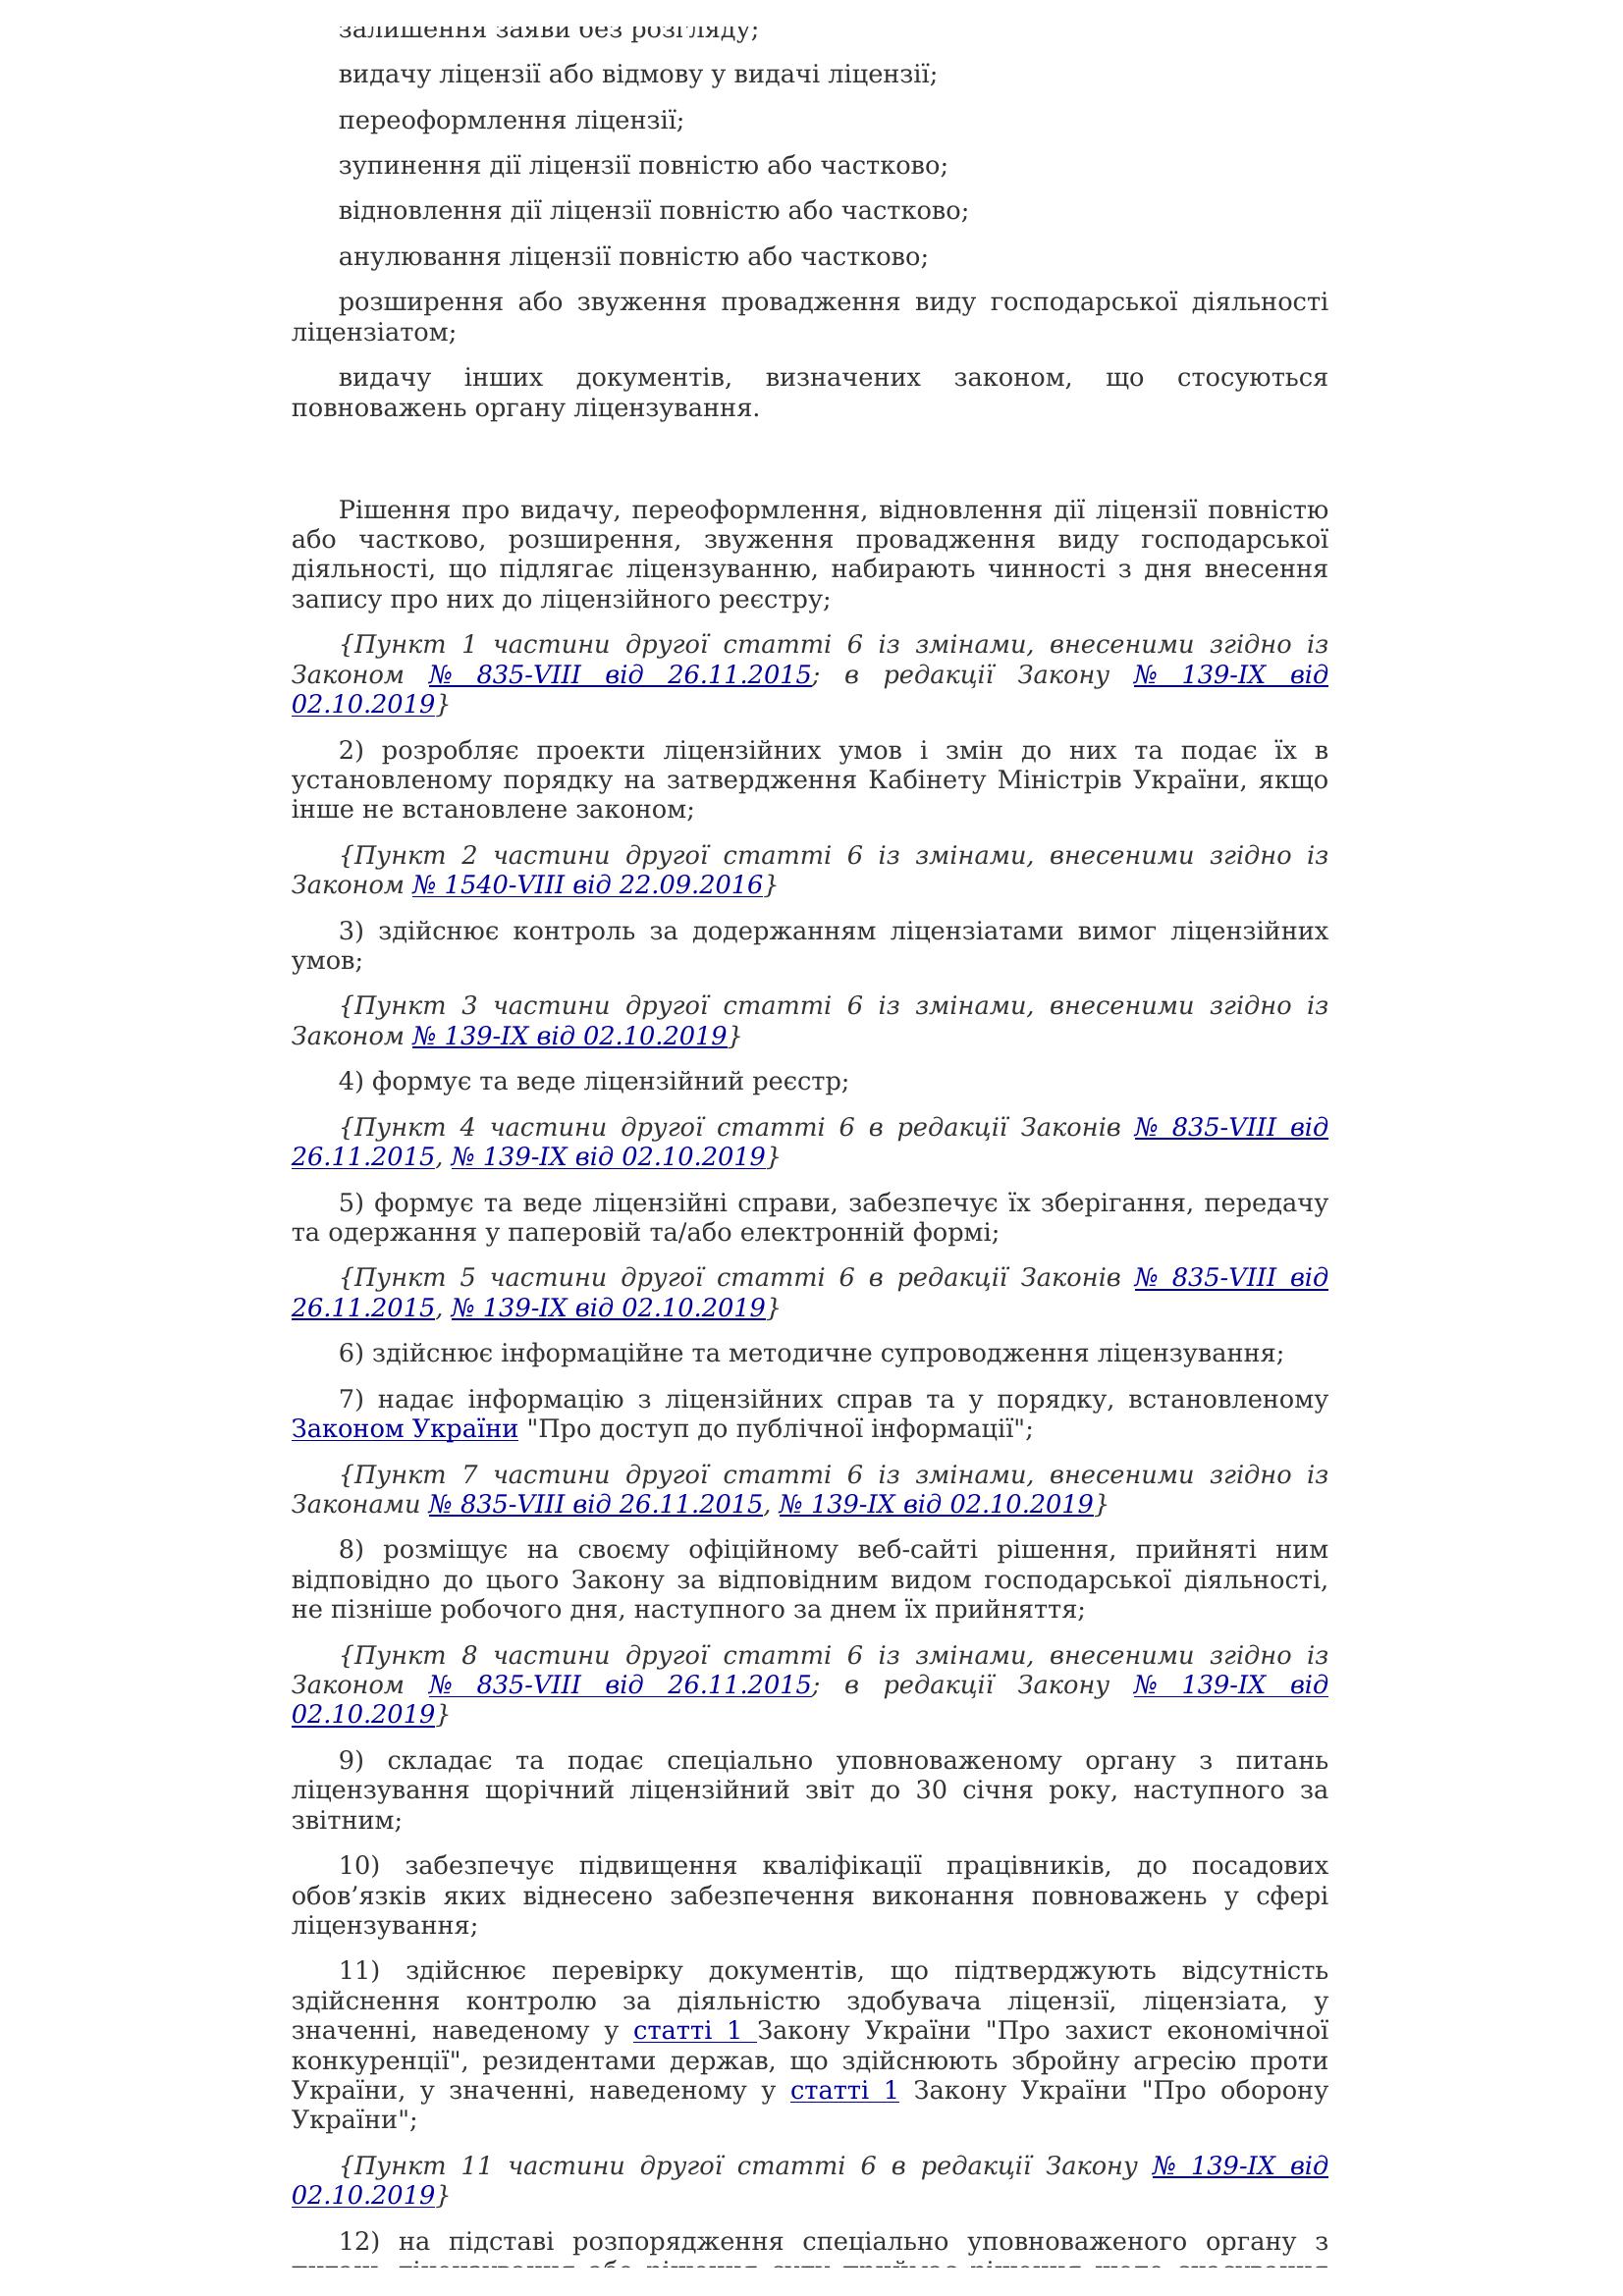 залишення заяви без розгляду;
видачу ліцензії або відмову у видачі ліцензії;
переоформлення ліцензії;
зупинення дії ліцензії повністю або частково;
відновлення дії ліцензії повністю або частково;
анулювання ліцензії повністю або частково;
розширення або звуження провадження виду господарської діяльності
ліцензіатом;
видачу інших документів, визначених законом, що стосуються
повноважень органу ліцензування.
Рішення про видачу, переоформлення, відновлення дії ліцензії повністю
або частково, розширення, звуження провадження виду господарської
діяльності, що підлягає ліцензуванню, набирають чинності з дня внесення
запису про них до ліцензійного реєстру;
{Пункт 1 частини другої статті 6 із змінами, внесеними згідно із
Законом № 835-VIII від 26.11.2015; в редакції Закону № 139-IX від
02.10.2019}
2) розробляє проекти ліцензійних умов і змін до них та подає їх в
установленому порядку на затвердження Кабінету Міністрів України, якщо
інше не встановлене законом;
{Пункт 2 частини другої статті 6 із змінами, внесеними згідно із
Законом № 1540-VIII від 22.09.2016}
3) здійснює контроль за додержанням ліцензіатами вимог ліцензійних
умов;
{Пункт 3 частини другої статті 6 із змінами, внесеними згідно із
Законом № 139-IX від 02.10.2019}
4) формує та веде ліцензійний реєстр;
{Пункт 4 частини другої статті 6 в редакції Законів № 835-VIII від
26.11.2015, № 139-IX від 02.10.2019}
5) формує та веде ліцензійні справи, забезпечує їх зберігання, передачу
та одержання у паперовій та/або електронній формі;
{Пункт 5 частини другої статті 6 в редакції Законів № 835-VIII від
26.11.2015, № 139-IX від 02.10.2019}
6) здійснює інформаційне та методичне супроводження ліцензування;
7) надає інформацію з ліцензійних справ та у порядку, встановленому
Законом України "Про доступ до публічної інформації";
{Пункт 7 частини другої статті 6 із змінами, внесеними згідно із
Законами № 835-VIII від 26.11.2015, № 139-IX від 02.10.2019}
8) розміщує на своєму офіційному веб-сайті рішення, прийняті ним
відповідно до цього Закону за відповідним видом господарської діяльності,
не пізніше робочого дня, наступного за днем їх прийняття;
{Пункт 8 частини другої статті 6 із змінами, внесеними згідно із
Законом № 835-VIII від 26.11.2015; в редакції Закону № 139-IX від
02.10.2019}
9) складає та подає спеціально уповноваженому органу з питань
ліцензування щорічний ліцензійний звіт до 30 січня року, наступного за
звітним;
10) забезпечує підвищення кваліфікації працівників, до посадових
обов’язків яких віднесено забезпечення виконання повноважень у сфері
ліцензування;
11) здійснює перевірку документів, що підтверджують відсутність
здійснення контролю за діяльністю здобувача ліцензії, ліцензіата, у
значенні, наведеному у статті 1 Закону України "Про захист економічної
конкуренції", резидентами держав, що здійснюють збройну агресію проти
України, у значенні, наведеному у статті 1 Закону України "Про оборону
України";
{Пункт 11 частини другої статті 6 в редакції Закону № 139-IX від
02.10.2019}
12) на підставі розпорядження спеціально уповноваженого органу з